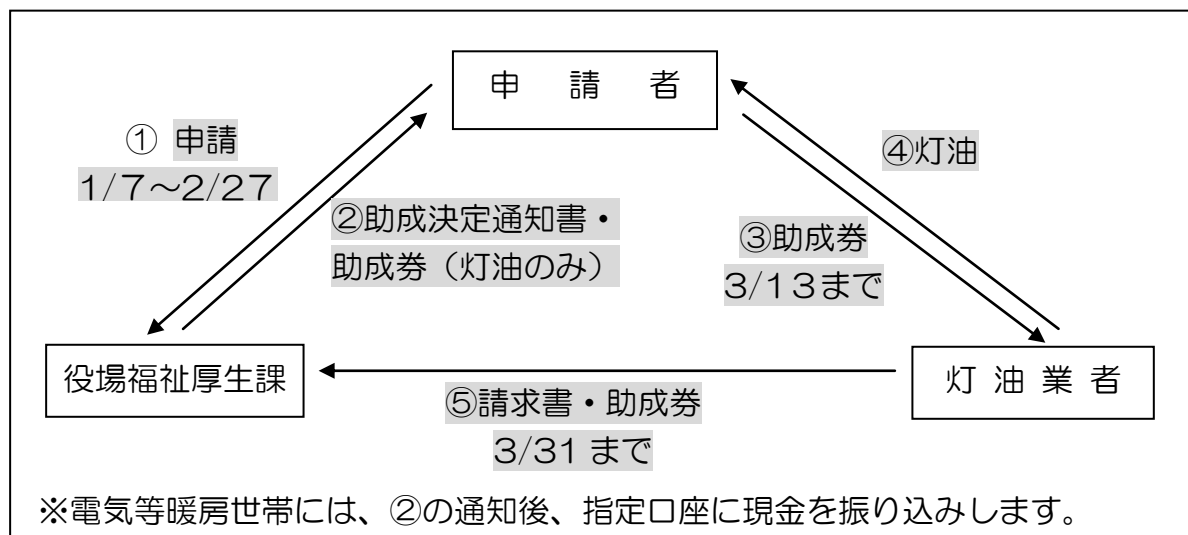 申 請 者
① 申請
1/7～2/27
②助成決定通知書・
助成券（灯油のみ）
④灯油
③助成券
3/13まで
役場福祉厚生課
灯 油 業 者
⑤請求書・助成券
3/31 まで
※電気等暖房世帯には、②の通知後、指定口座に現金を振り込みします。